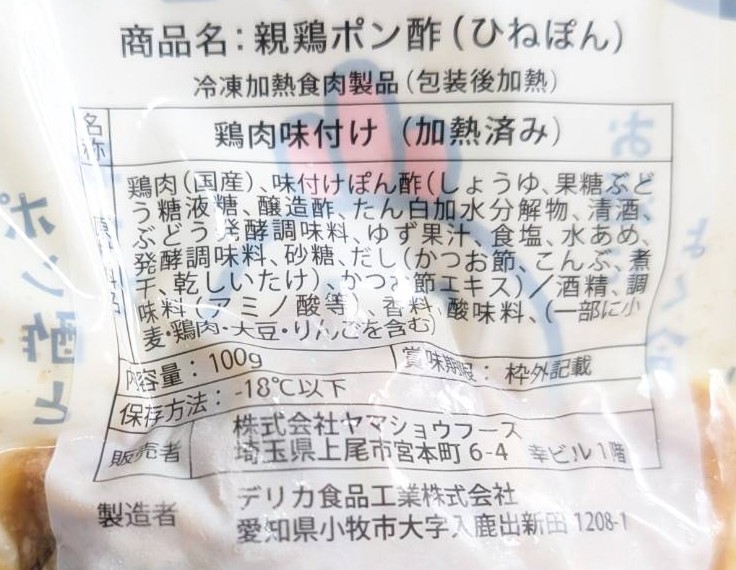 商品名：親鶏ポン酢（ひねぽん）
冷凍加熱食肉製品（包装後加熱）
名称
鶏肉味付け（加熱済み）
鶏肉（国産）、味付けぽん酢（しょうゆ、果糖ぶど
う糖液糖、醸造酢、たん白加水分解物、清酒、
ぶどう発酵調味料、ゆず果汁、食塩、水あめ、
発酵調味料、砂糖、だし（かつお節、こんぶ、煮
干、乾しいたけ）、かつお節エキス）／酒精、調
味料（アミノ酸等）、香料、酸味料、（一部に小
麦・鶏肉・大豆・りんごを含む）
内容量：100g
賞味期限：枠外記載
保存方法：-18℃以下
販売者
株式会社ヤマショウフーズ
埼玉県上尾市宮本町6-4 幸ビル1階
製造者
デリカ食品工業株式会社
愛知県小牧市大字入鹿出新田1208-1
ポン酢と